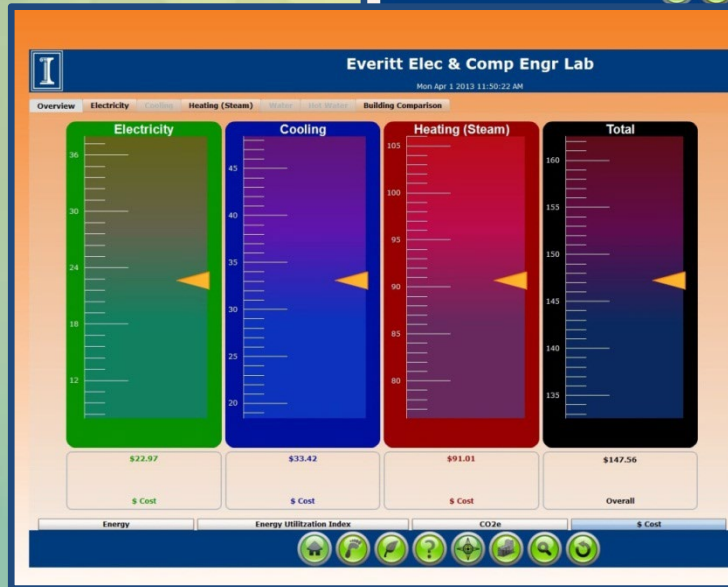 I
Everitt Elec & Comp Engr Lab
Mon Apr 1 2013 11:50:22 AM
Overview Electricity Cooling Heating (Steam) Water Hot Water Building Comparison
Electricity Cooling Heating (Steam) Total
36 30 24 18 12
45 40 35 30 25 20
105 100 95 90 85 80
160 155 150 145 140 135
$22.97 $33.42 $91.01 $147.56
$ Cost $ Cost $ Cost Overall
Energy Energy Utilitzation Index CO2e $ Cost
?